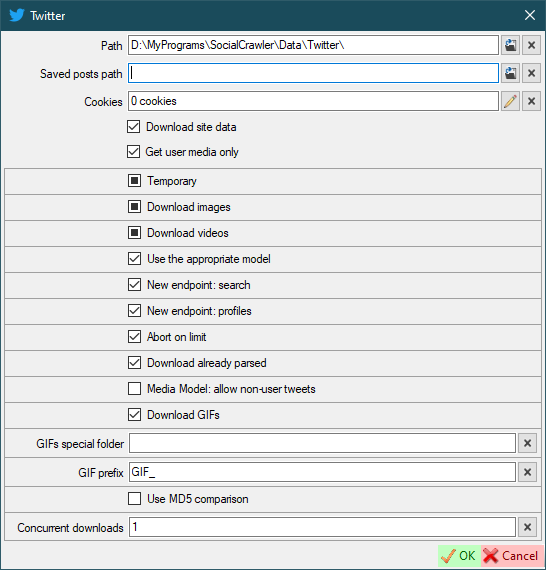 Twitter
Path D:\MyPrograms\SocialCrawler\Data\Twitter\
Saved posts path
Cookies 0 cookies
Download site data
Get user media only
Temporary
Download images
Download videos
Use the appropriate model
New endpoint: search
New endpoint: profiles
Abort on limit
Download already parsed
Media Model: allow non-user tweets
Download GIFs
GIFs special folder
GIF prefix GIF_
Use MD5 comparison
Concurrent downloads 1
OK Cancel